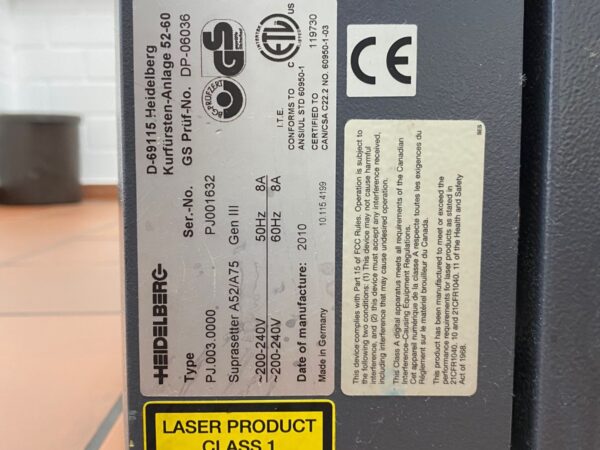 HEIDELBERG
D-69115 Heidelberg
Kurfürsten-Anlage 52-60
Type
Ser.-No.
GS Prüf-No. DP-06036
PJ.003.0000
PJ001632
BG-PRÜFZERT
GS
Suprasetter A52/A75
Gen III
I.T.E.
~200-240V
50Hz
8A
~200-240V
60Hz
8A
Date of manufacture:
2010
Made in Germany
10.115.4199
INTERTEK
ETL
C
US
CONFORMS TO
ANSI/UL STD 60950-1
CERTIFIED TO
CAN/CSA C22.2 NO. 60950-1-03
119730
CE
This device complies with Part 15 of FCC Rules. Operation is subject to
the following two conditions: (1) This device may not cause harmful
interference, and (2) this device must accept any interference received,
including interference that may cause undesired operation.
This Class A digital apparatus meets all requirements of the Canadian
Interference-Causing Equipment Regulations.
Cet appareil numérique de la classe A respecte toutes les exigences du
Réglement sur le matériel brouilleur du Canada.
This product has been manufactured to meet or exceed the
performance requirements for laser products as stated in
21CFR1040. 10 and 21CFR1040. 11 of the Health and Safety
Act of 1968.
LASER PRODUCT
CLASS 1